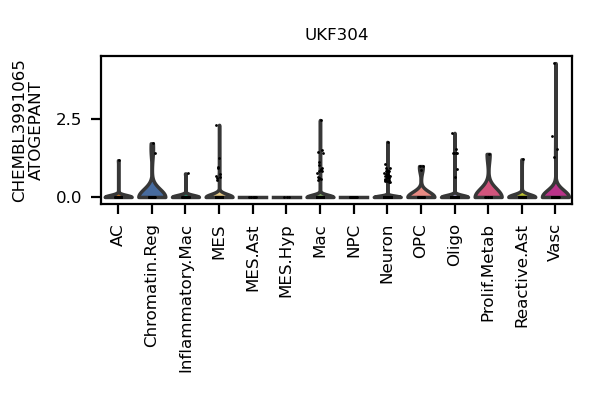 UKF304
CHEMBL3991065
ATOGEPANT
2.5
0.0
AC
Chromatin.Reg
Inflammatory.Mac
MES
MES.Ast
MES.Hyp
Mac
NPC
Neuron
OPC
Oligo
Prolif.Metab
Reactive.Ast
Vasc